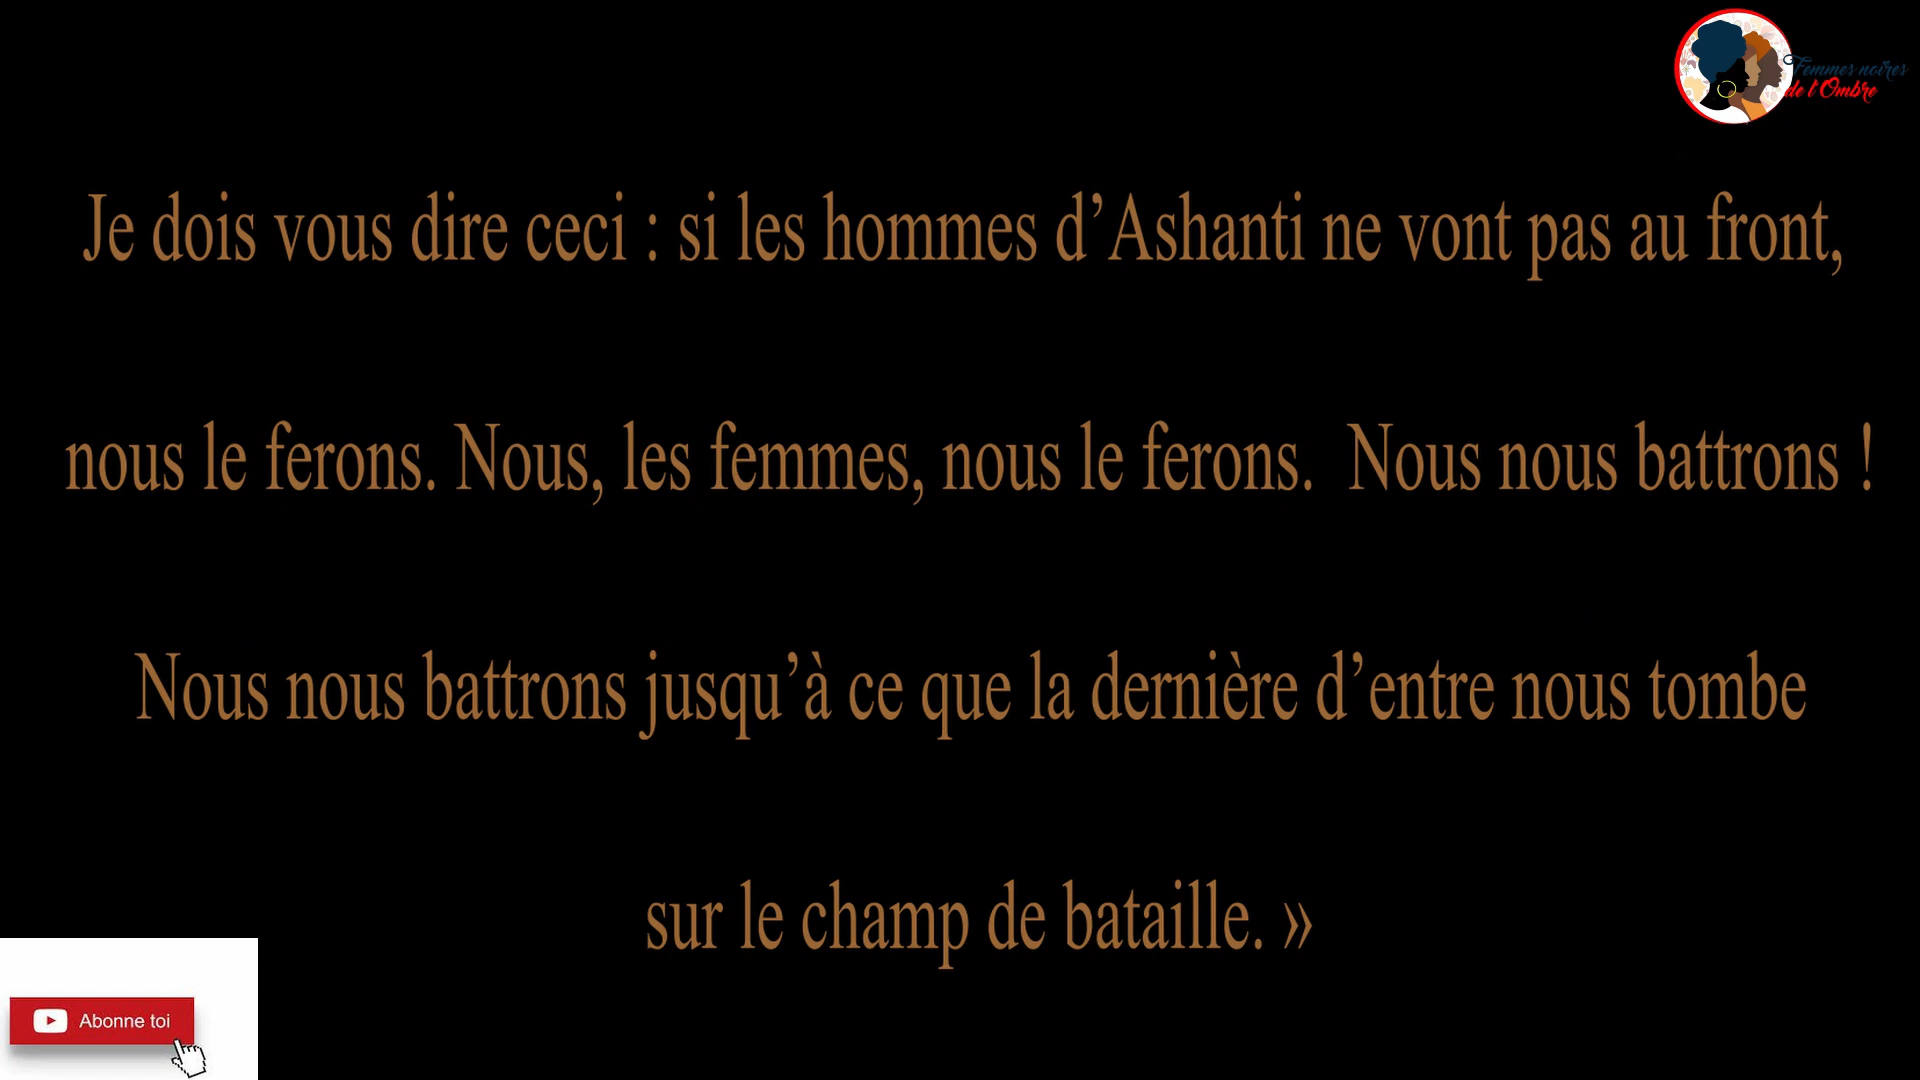 Femmes noires
de l'Ombre
Je dois vous dire ceci : si les hommes d’Ashanti ne vont pas au front,
nous le ferons. Nous, les femmes, nous le ferons.  Nous nous battrons !
Nous nous battrons jusqu’à ce que la dernière d’entre nous tombe
sur le champ de bataille. »
Abonne toi